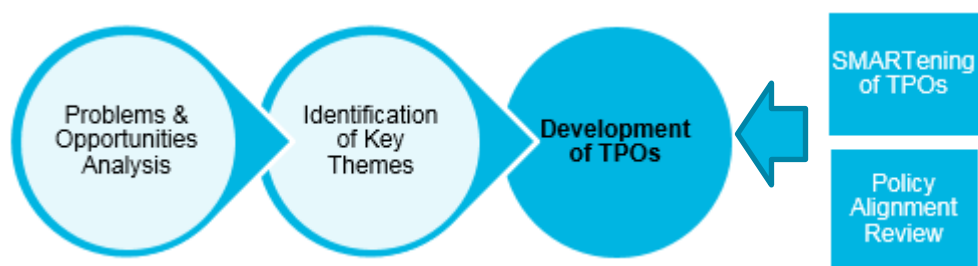 Problems &
Opportunities
Analysis
Identification
of Key
Themes
Development
of TPOs
SMARTening
of TPOs
Policy
Alignment
Review